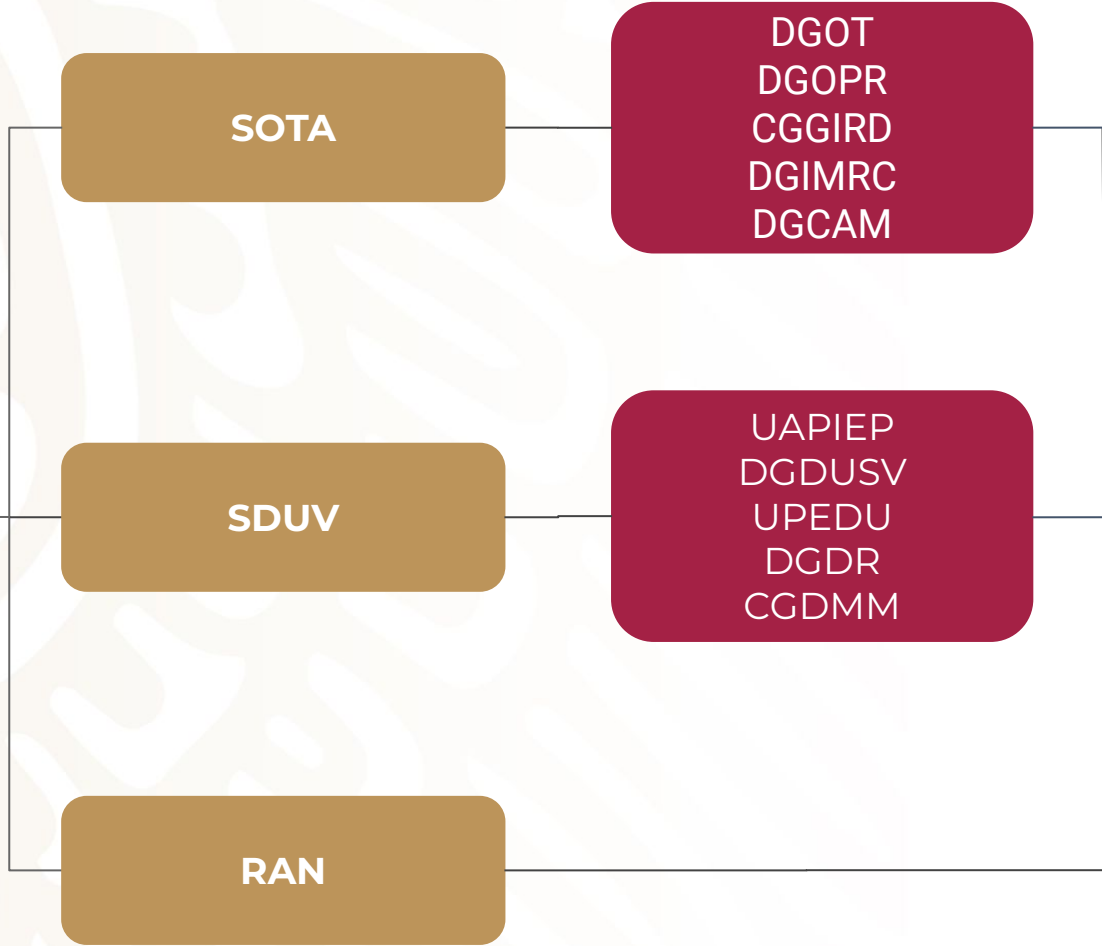 SOTA
DGOT
DGOPR
CGGIRD
DGIMRC
DGCAM
SDUV
UAPIEP
DGDUSV
UPEDU
DGDR
CGDMM
RAN